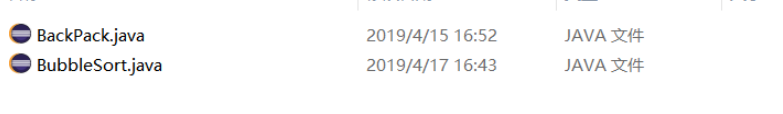 BackPack.java 2019/4/15 16:52 JAVA 文件
BubbleSort.java 2019/4/17 16:43 JAVA 文件